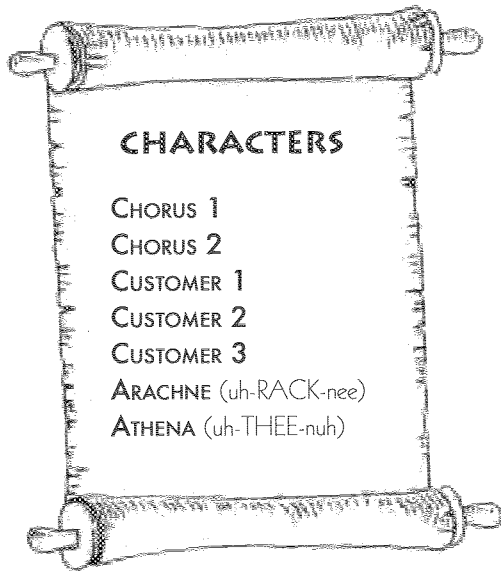 CHARACTERS
CHORUS 1
CHORUS 2
CUSTOMER 1
CUSTOMER 2
CUSTOMER 3
ARACHNE (uh-RACK-nee)
ATHENA (uh-THEE-nuh)